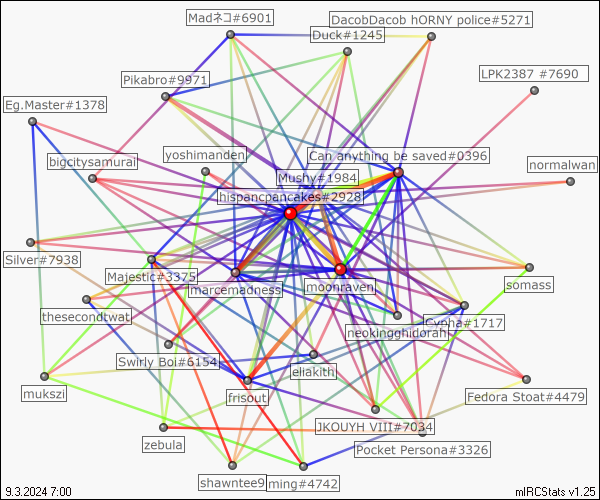 Madネコ#6901
DacobDacob hORNY police#5271
Duck#1245
LPK2387 #7690
Pikabro#9971
Eg.Master#1378
bigcitysamurai
yoshimanden
Can anything be saved#0396
normalwan
Mushy#1984
hispancpancakes#2928
Silver#7938
Majestic#3375
marcemadness
moonraven
somass
thesecondtwat
neokingghidorah
Cypha#1717
Swirly Boi#6154
eliakith
mukszi
frisout
Fedora Stoat#4479
JKOUYH VIII#7034
zebula
Pocket Persona#3326
shawntee9
ming#4742
9.3.2024 7:00
mIRCStats v1.25